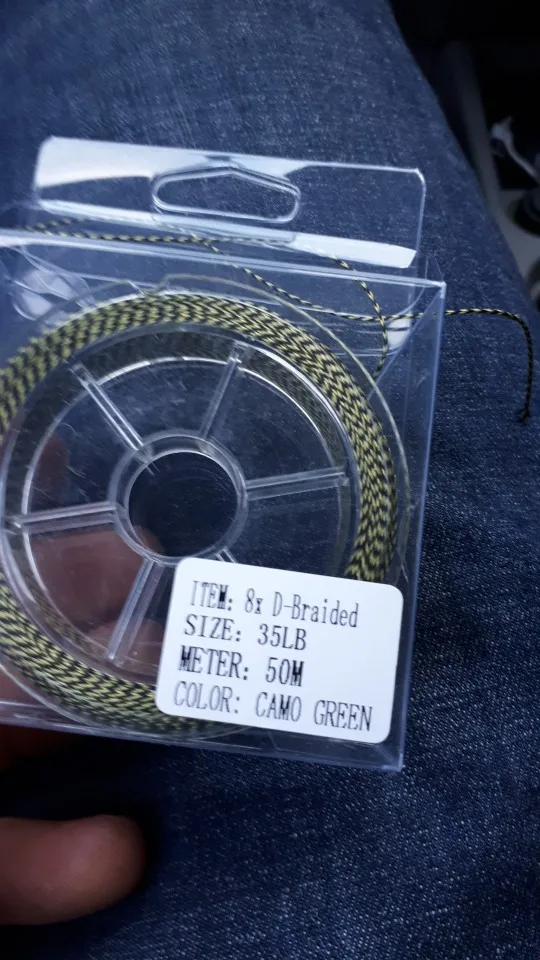 ITEM: 8x D-Braided
SIZE: 35LB
METER: 50M
COLOR: CAMO GREEN